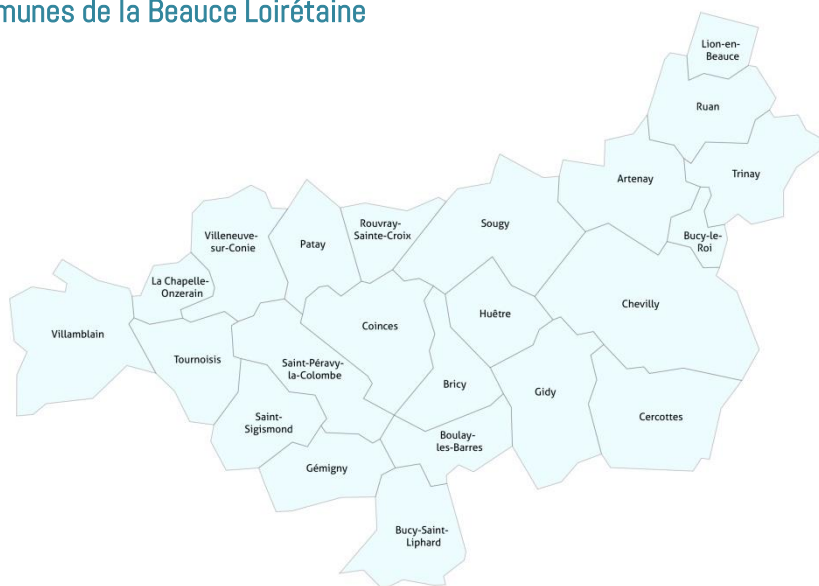 munes de la Beauce Loirétaine
Lion-en-
Beauce
Ruan
Trinay
Artenay
Bucy-le-
Roi
Sougy
Rouvray-
Sainte-Croix
Patay
Villeneuve-
sur-Conie
La Chapelle-
Onzerain
Villamblain
Tournoisis
Coinces
Huêtre
Chevilly
Saint-Péravy-
la-Colombe
Bricy
Gidy
Cercottes
Saint-
Sigismond
Boulay-
les-Barres
Gémigny
Bucy-Saint-
Liphard